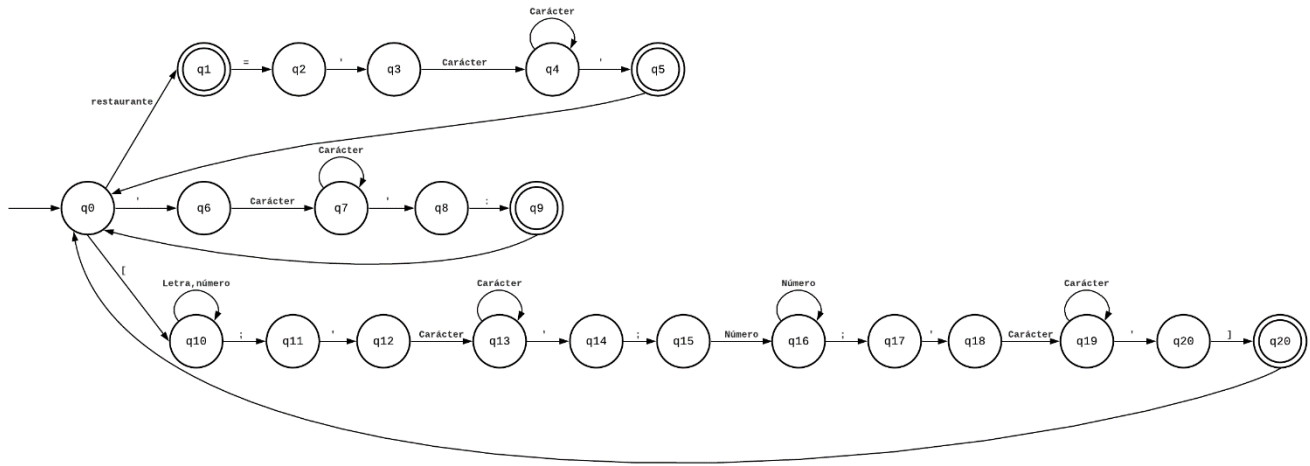 Carácter Carácter
q1 = q2 ' q3 Carácter q4 ' q5
restaurante
Carácter
q0 ' q6 Carácter q7 ' q8 : q9
[
Letra,número Carácter Número Carácter
q10 ; q11 ' q12 Carácter q13 ' q14 ; q15 Número q16 ; q17 ' q18 Carácter q19 ' q20 ] q20